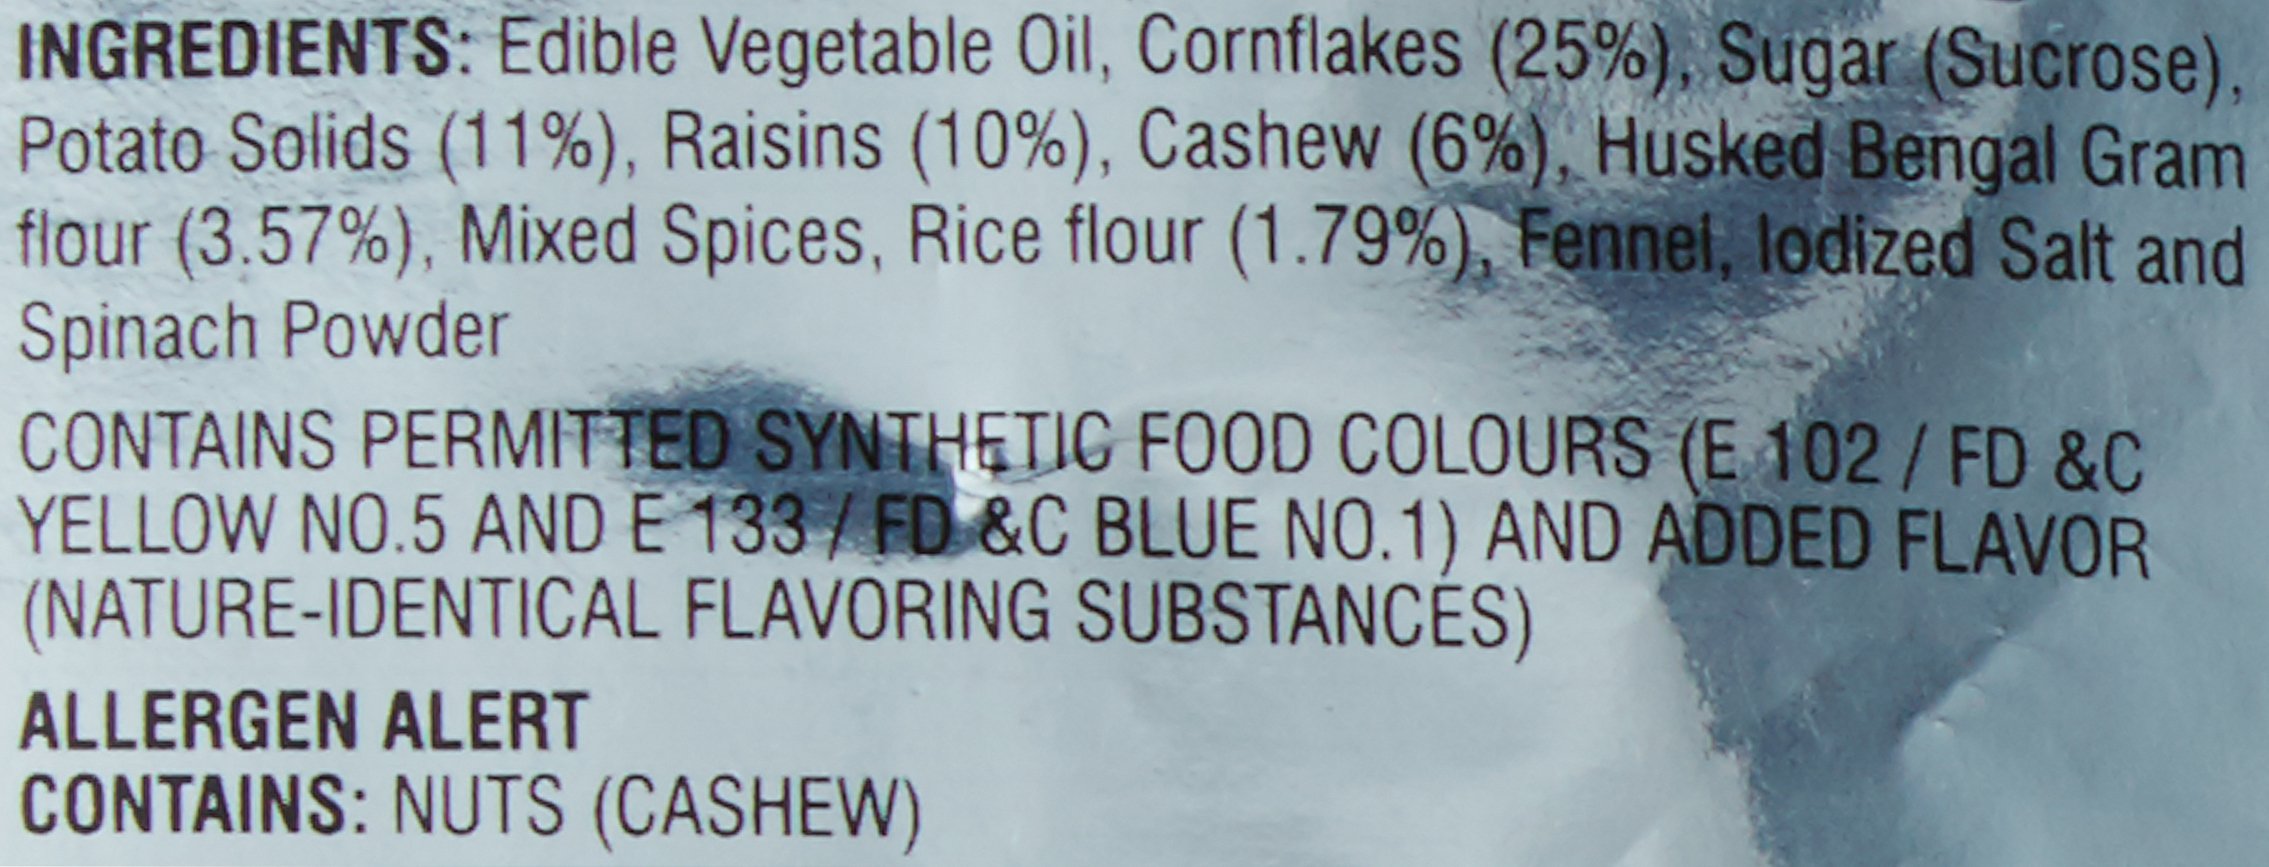 INGREDIENTS: Edible Vegetable Oil, Cornflakes (25%), Sugar (Sucrose),
Potato Solids (11%), Raisins (10%), Cashew (6%), Husked Bengal Gram
flour (3.57%), Mixed Spices, Rice flour (1.79%), Fennel, Iodized Salt and
Spinach Powder
CONTAINS PERMITTED SYNTHETIC FOOD COLOURS (E 102 / FD &C
YELLOW NO.5 AND E 133 / FD &C BLUE NO.1) AND ADDED FLAVOR
(NATURE-IDENTICAL FLAVORING SUBSTANCES)
ALLERGEN ALERT
CONTAINS: NUTS (CASHEW)